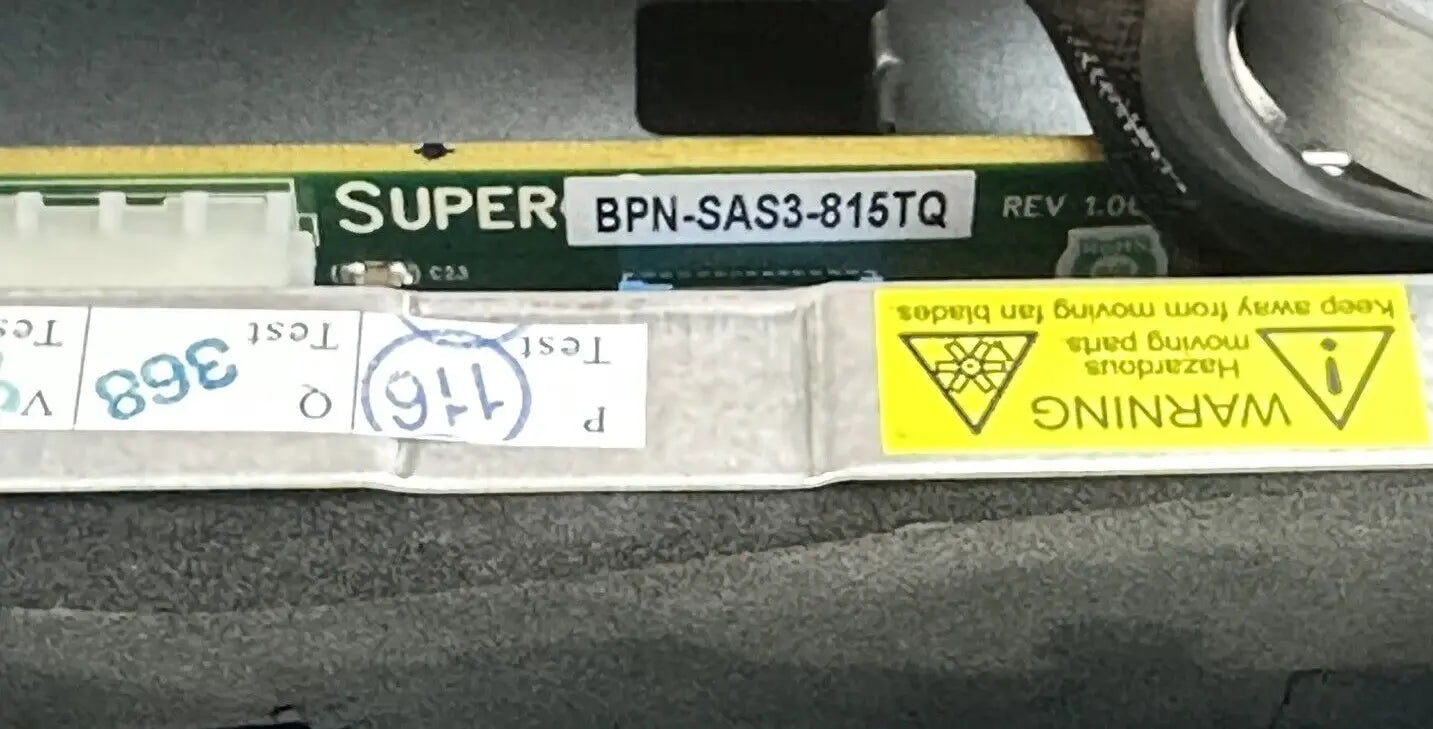 SUPER
BPN-SAS3-815TQ
REV 1.0
C23
RoHS
WARNING
Hazardous
moving parts.
Keep away from moving fan blades.
P
Test
116
Q
Test
368
V